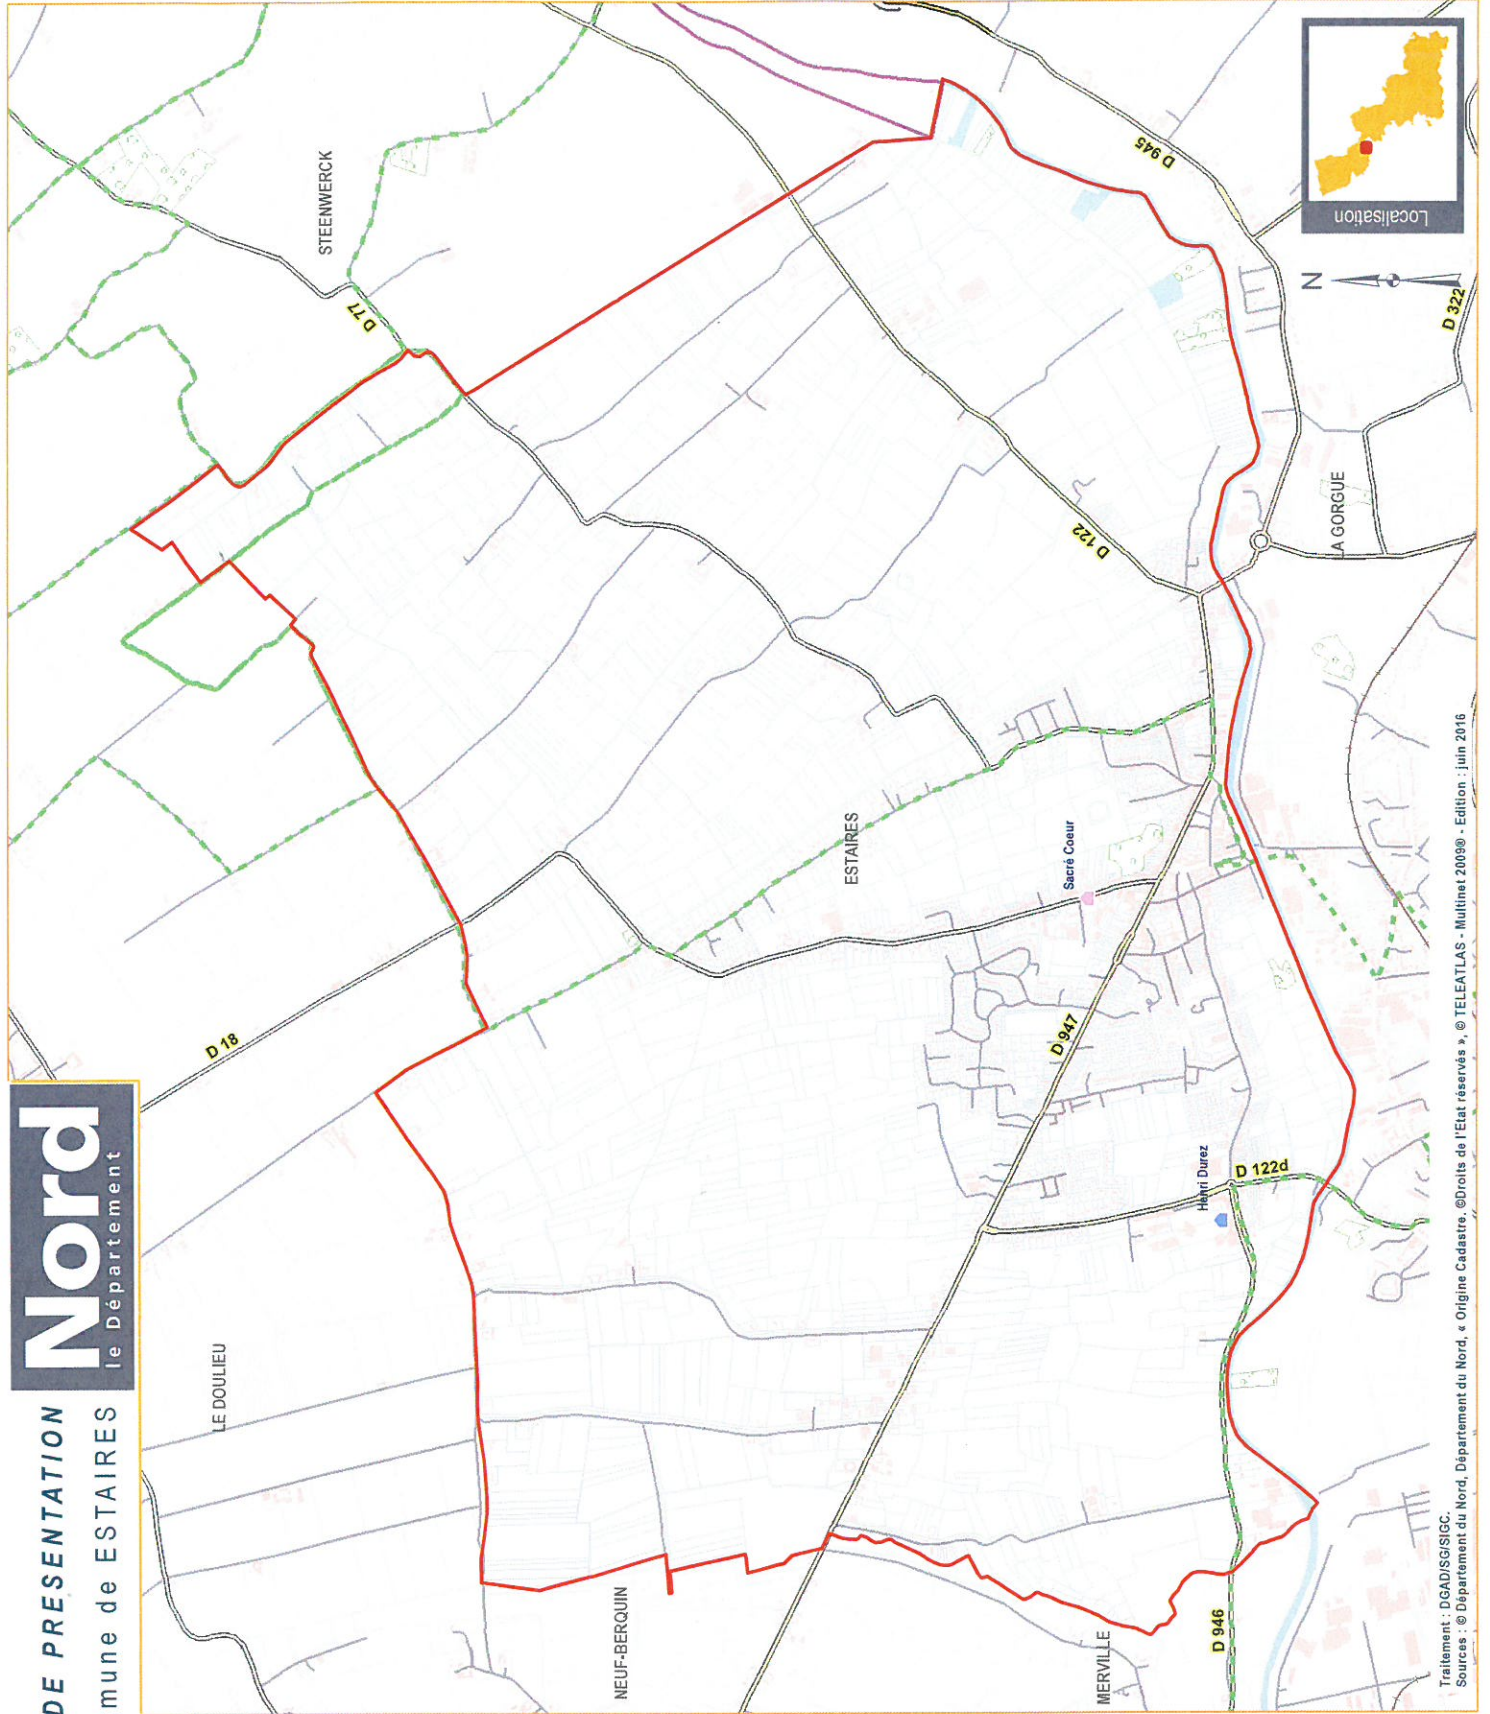 DE PRESENTATION
mune de ESTAIRES
Nord
le Département
LE DOULIEU
D 18
STEENWERCK
D 77
NEUF-BERQUIN
MERVILLE
D 946
D 947
ESTAIRES
Sacré Coeur
Henri Durez
D 122d
D 122
D 945
LA GORGUE
D 322
N
Localisation
Traitement : DGAD/SG/SIGC.
Sources : © Département du Nord, Département du Nord, « Origine Cadastre. ©Droits de l'Etat réservés », © TELEATLAS - Multinet 2009® - Edition : juin 2016